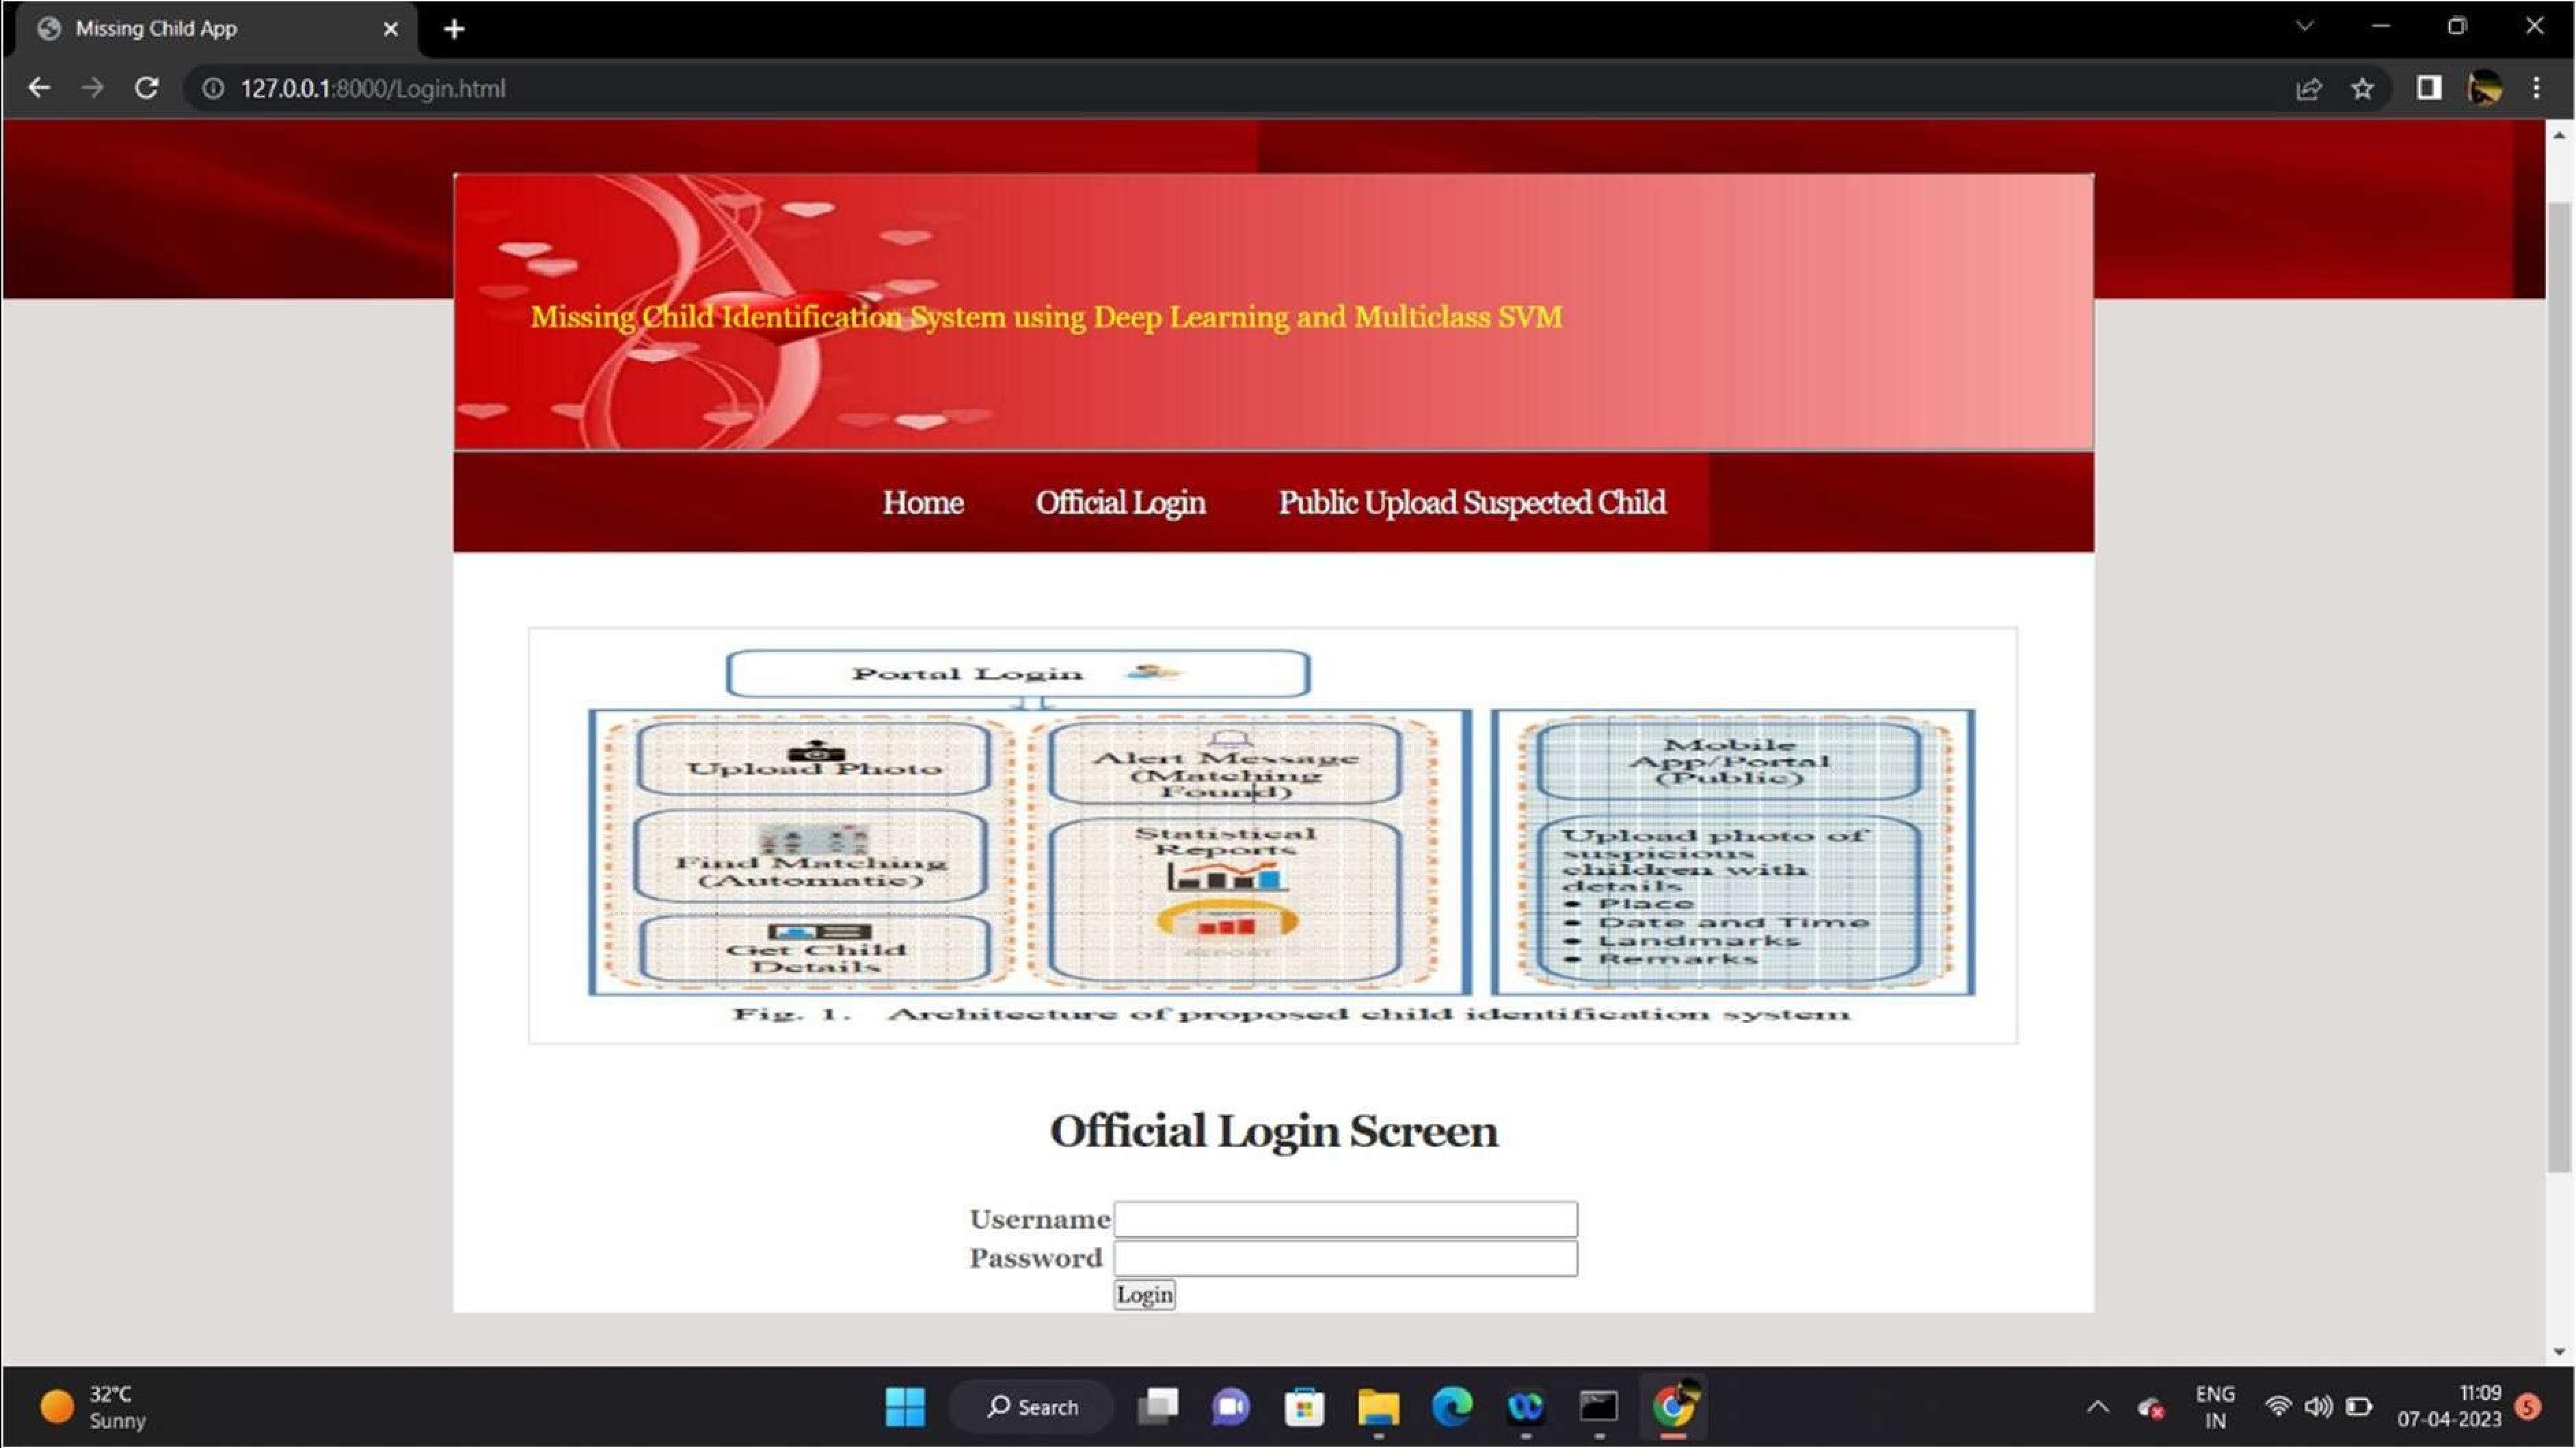 Missing Child App
127.0.0.1:8000/Login.html
Missing Child Identification System using Deep Learning and Multiclass SVM
Home Official Login Public Upload Suspected Child
Portal Login
Upload Photo
Find Matching
(Automatic)
Get Child
Details
Alert Message
(Matching
Found)
Statistical
Reports
REPORT
Mobile
App/Portal
(Public)
Upload photo of
suspicious
children with
details
• Place
• Date and Time
• Landmarks
• Remarks
Fig. 1. Architecture of proposed child identification system
Official Login Screen
Username
Password
Login
32°C
Sunny
Search
ENG
IN
11:09
07-04-2023
5